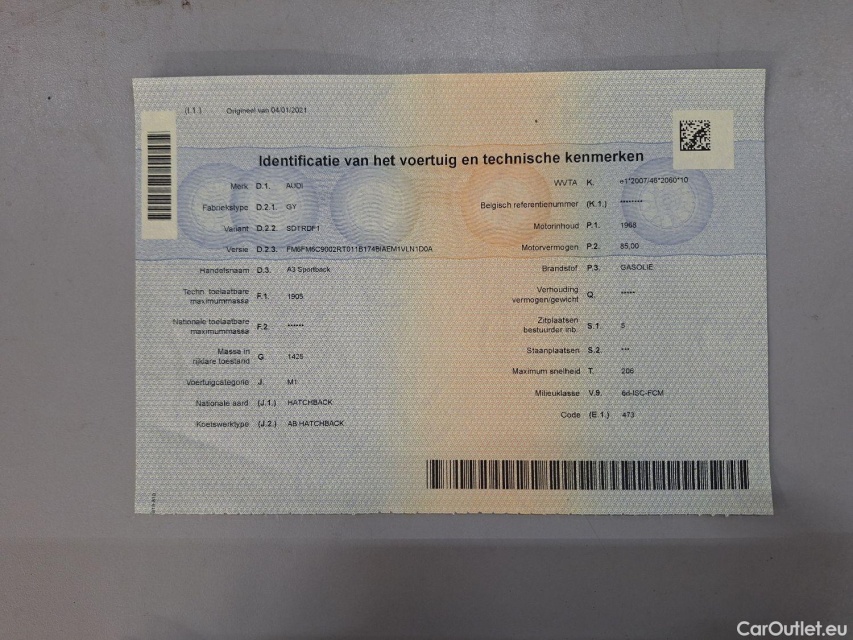 (I.1.) Origineel van 04/01/2021
Identificatie van het voertuig en technische kenmerken
Merk D.1. AUDI
Fabriekstype D.2.1. GY
Variant D.2.2. SDTRDF1
Versie D.2.3. FM6FM6C9002RT011B174BIAEM1VLN1D0A
Handelsnaam D.3. A3 Sportback
Techn. toelaatbare
maximummassa F.1. 1905
Nationale toelaatbare
maximummassa F.2. ******
Massa in
rijklare toestand G. 1425
Voertuigcategorie J. M1
Nationale aard (J.1.) HATCHBACK
Koetswerktype (J.2.) AB HATCHBACK
WVTA K. e1*2007/46*2060*10
Belgisch referentienummer (K.1.) ********
Motorinhoud P.1. 1968
Motorvermogen P.2. 85,00
Brandstof P.3. GASOLIE
Verhouding
vermogen/gewicht Q. *****
Zitplaatsen
bestuurder inb. S.1. 5
Staanplaatsen S.2. ***
Maximum snelheid T. 206
Milieuklasse V.9. 6d-ISC-FCM
Code (E.1.) 473
CarOutlet.eu